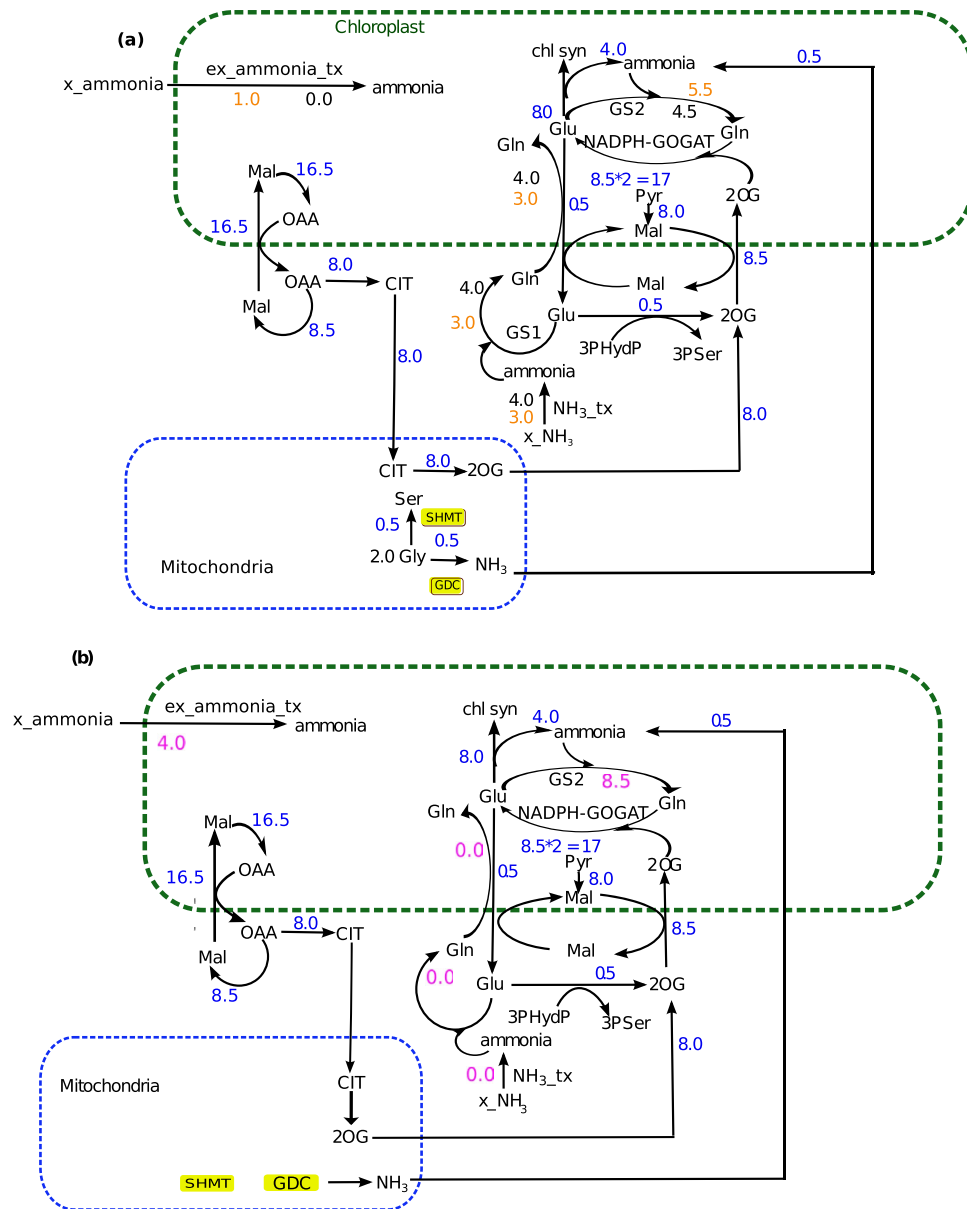 Chloroplast
(a)
chl syn
4.0
ammonia
0.5
x_ammonia
ex_ammonia_tx
ammonia
1.0
0.0
5.5
GS2
4.5
8.0
Glu
Gln
NADPH-GOGAT
Gln
Mal
16.5
4.0
3.0
8.5*2 = 17
Pyr
2OG
0.5
8.0
OAA
16.5
Mal
8.0
8.5
OAA
CIT
Gln
4.0
Mal
Mal
8.5
3.0
GS1
Glu
0.5
2OG
3PHydP
3PSer
8.0
ammonia
4.0
3.0
NH3_tx
x_NH3
8.0
CIT
8.0
2OG
Ser
SHMT
0.5
0.5
2.0 Gly
NH3
Mitochondria
GDC
(b)
x_ammonia
ex_ammonia_tx
ammonia
4.0
chl syn
4.0
ammonia
0.5
8.0
GS2
8.5
Glu
Gln
Gln
NADPH-GOGAT
Mal
16.5
0.0
8.5*2 = 17
Pyr
2OG
OAA
16.5
0.5
8.0
Mal
8.0
8.5
OAA
CIT
Gln
Mal
Mal
0.0
8.5
Glu
0.5
2OG
3PHydP
3PSer
ammonia
8.0
0.0
NH3_tx
x_NH3
Mitochondria
CIT
2OG
SHMT
GDC
NH3